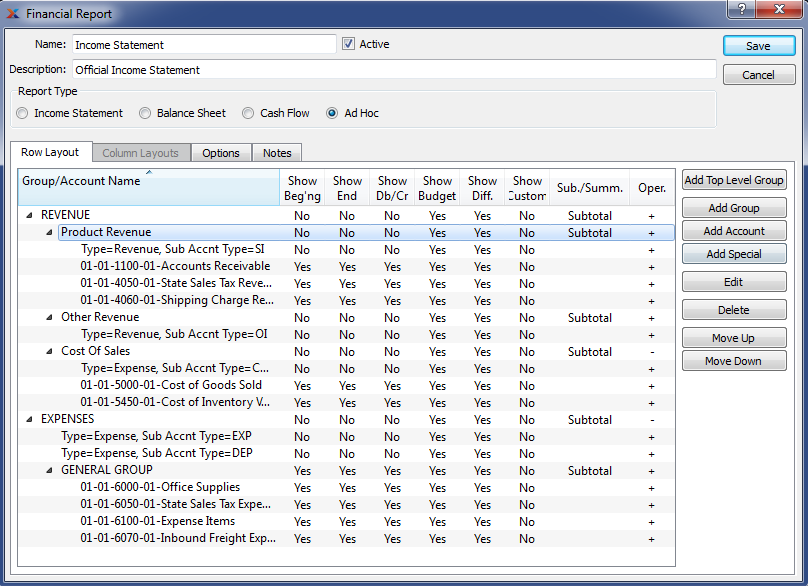 Financial Report
Name: Income Statement Active Save
Description: Official Income Statement Cancel
Report Type
Income Statement Balance Sheet Cash Flow Ad Hoc
Row Layout Column Layouts Options Notes
Group/Account Name Show Beg'ng Show End Show Db/Cr Show Budget Show Diff. Show Custom Sub./Summ. Oper.
REVENUE No No No Yes Yes No Subtotal +
Product Revenue No No No Yes Yes No Subtotal +
Type=Revenue, Sub Accnt Type=SI No No No Yes Yes No +
01-01-1100-01-Accounts Receivable Yes Yes Yes Yes Yes No +
01-01-4050-01-State Sales Tax Reve... Yes Yes Yes Yes Yes No +
01-01-4060-01-Shipping Charge Re... Yes Yes Yes Yes Yes No +
Other Revenue No No No Yes Yes No Subtotal +
Type=Revenue, Sub Accnt Type=OI No No No Yes Yes No +
Cost Of Sales No No No Yes Yes No Subtotal -
Type=Expense, Sub Accnt Type=C... No No No Yes Yes No +
01-01-5000-01-Cost of Goods Sold Yes Yes Yes Yes Yes No +
01-01-5450-01-Cost of Inventory V... Yes Yes Yes Yes Yes No +
EXPENSES No No No Yes Yes No Subtotal -
Type=Expense, Sub Accnt Type=EXP No No No Yes Yes No +
Type=Expense, Sub Accnt Type=DEP No No No Yes Yes No +
GENERAL GROUP Yes Yes Yes Yes Yes No Subtotal +
01-01-6000-01-Office Supplies Yes Yes Yes Yes Yes No +
01-01-6050-01-State Sales Tax Expe... Yes Yes Yes Yes Yes No +
01-01-6100-01-Expense Items Yes Yes Yes Yes Yes No +
01-01-6070-01-Inbound Freight Exp... Yes Yes Yes Yes Yes No +
Add Top Level Group
Add Group
Add Account
Add Special
Edit
Delete
Move Up
Move Down